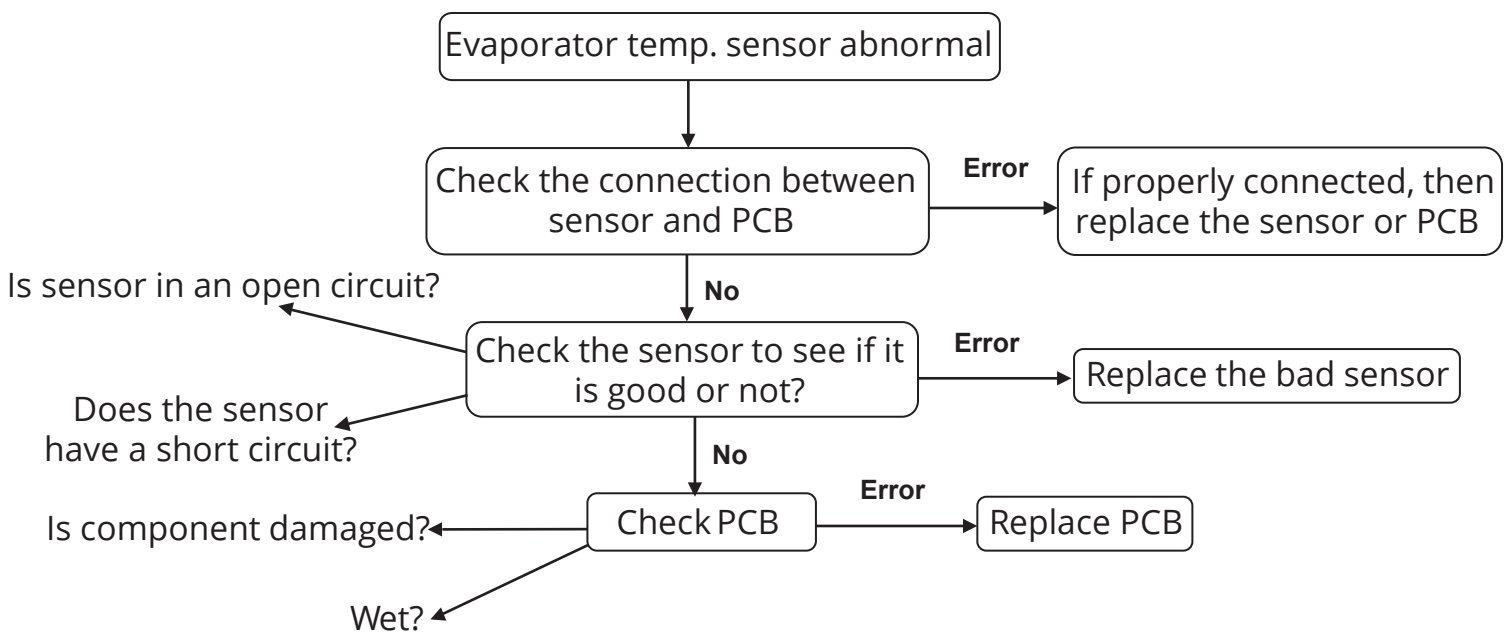 Evaporator temp. sensor abnormal
Check the connection between
sensor and PCB
Error
If properly connected, then
replace the sensor or PCB
No
Is sensor in an open circuit?
Check the sensor to see if it
is good or not?
Error
Replace the bad sensor
Does the sensor
have a short circuit?
No
Check PCB
Error
Replace PCB
Is component damaged?
Wet?